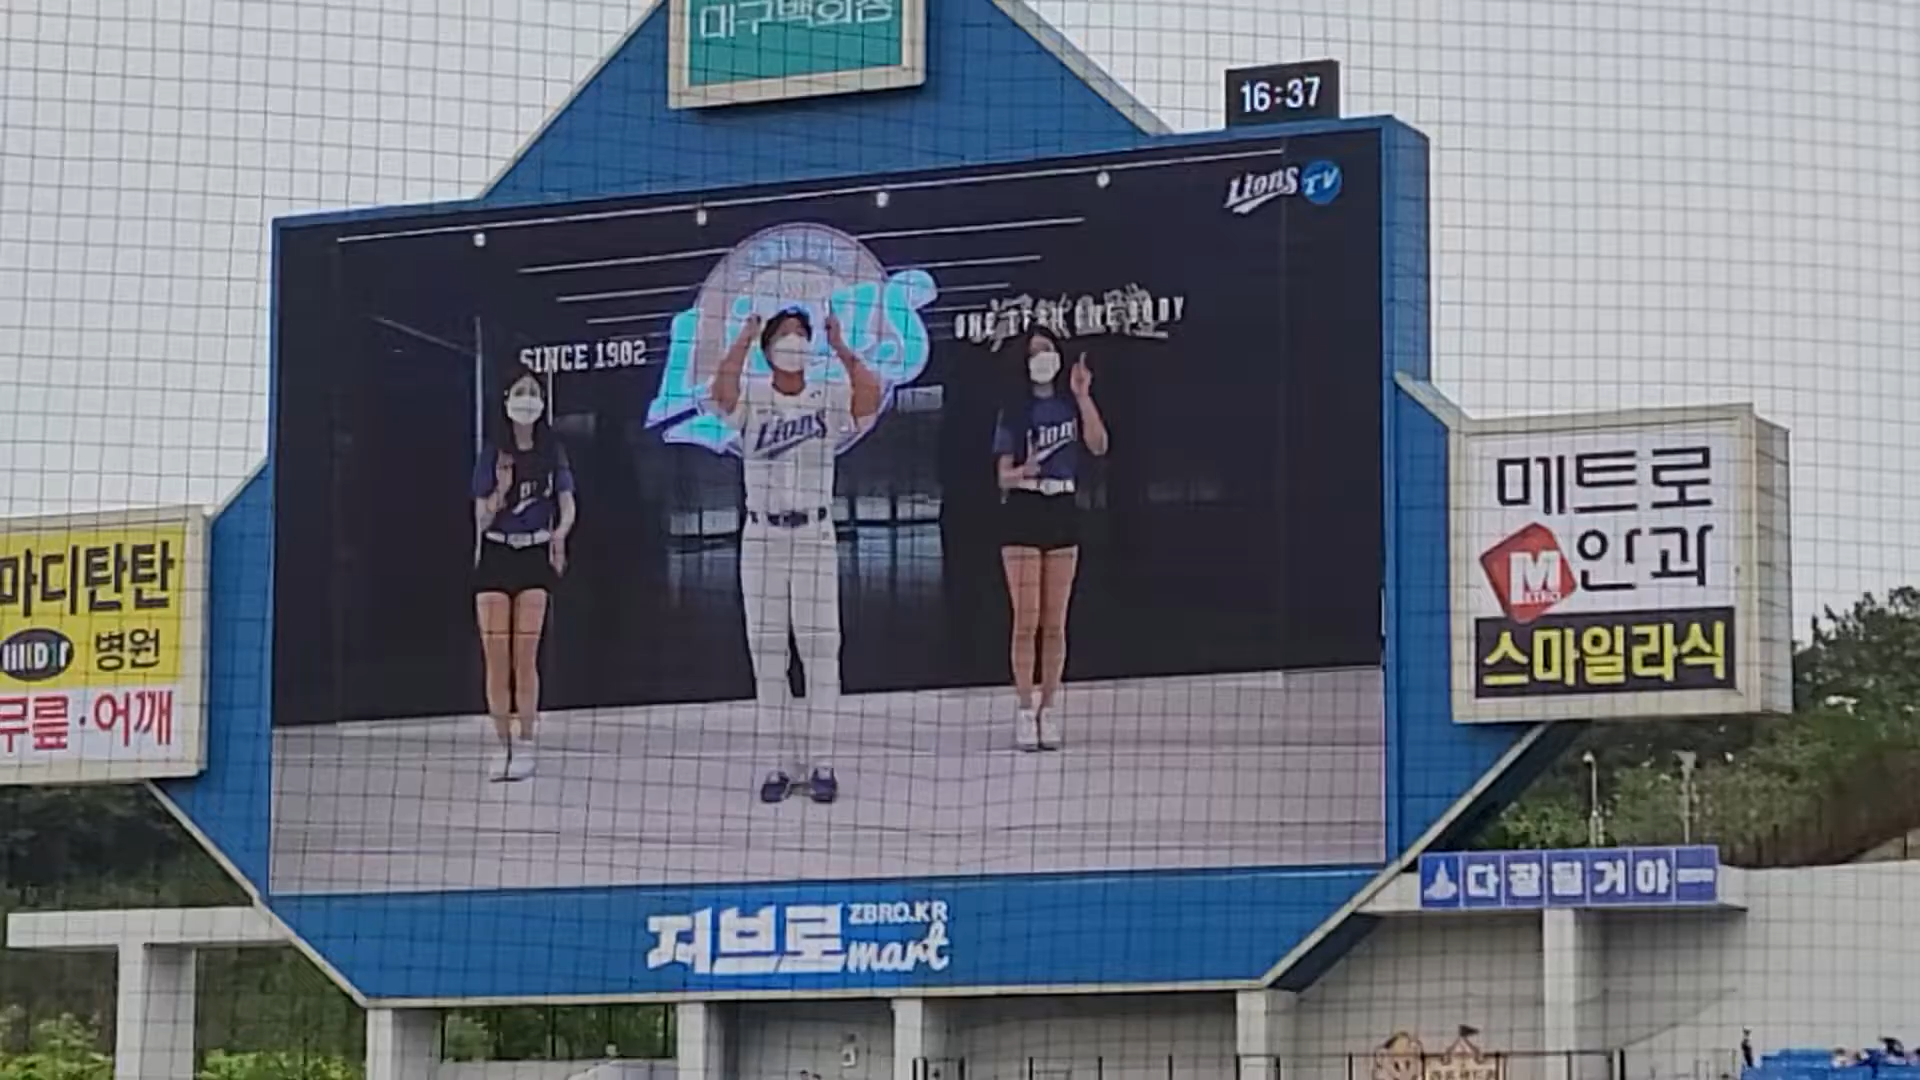 대구백화점
16:37
Lions TV
SINCE 1982
Lions
ONE BODY
Lions
Lions
마디탄탄
병원
무릎·어깨
메트로
M
METRO
안과
스마일라식
다 잘 될 거 야
저브로 ZBRO.KR
mart